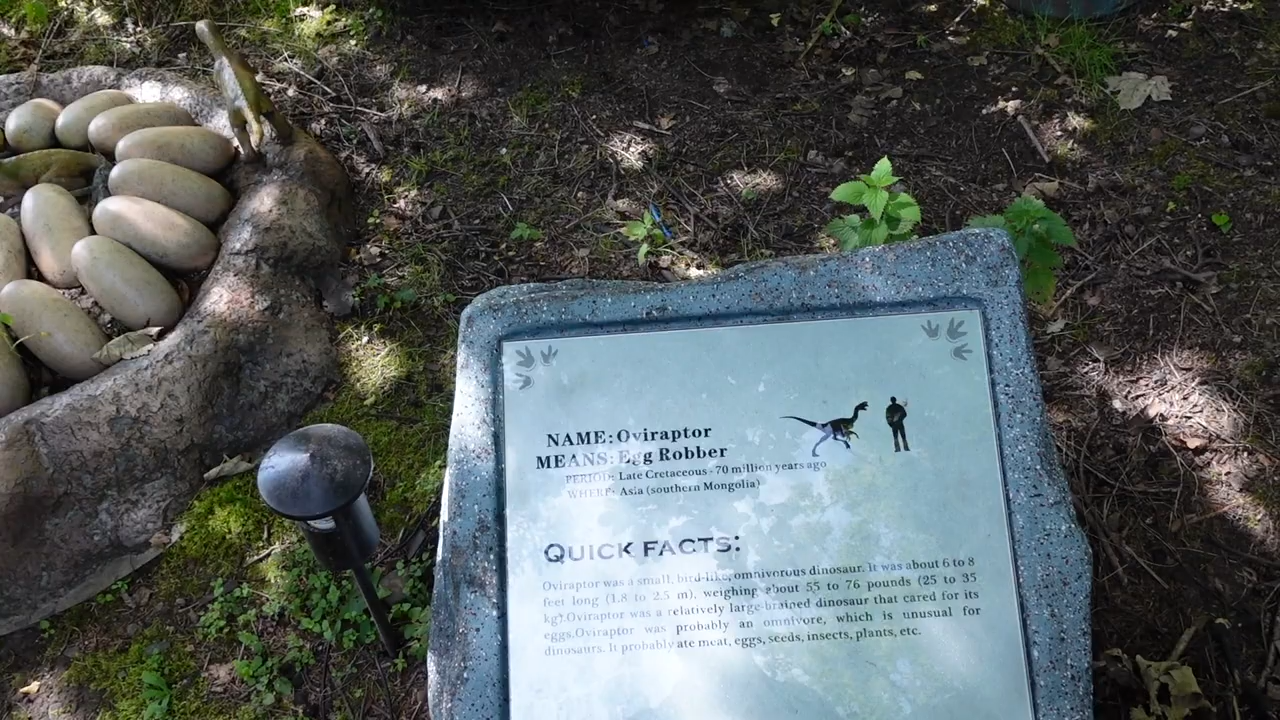 NAME: Oviraptor
MEANS: Egg Robber
PERIOD: Late Cretaceous - 70 million years ago
WHERE: Asia (southern Mongolia)
QUICK FACTS:
Oviraptor was a small, bird-like, omnivorous dinosaur. It was about 6 to 8
feet long (1.8 to 2.5 m), weighing about 55 to 76 pounds (25 to 35
kg).Oviraptor was a relatively large-brained dinosaur that cared for its
eggs.Oviraptor was probably an omnivore, which is unusual for
dinosaurs. It probably ate meat, eggs, seeds, insects, plants, etc.